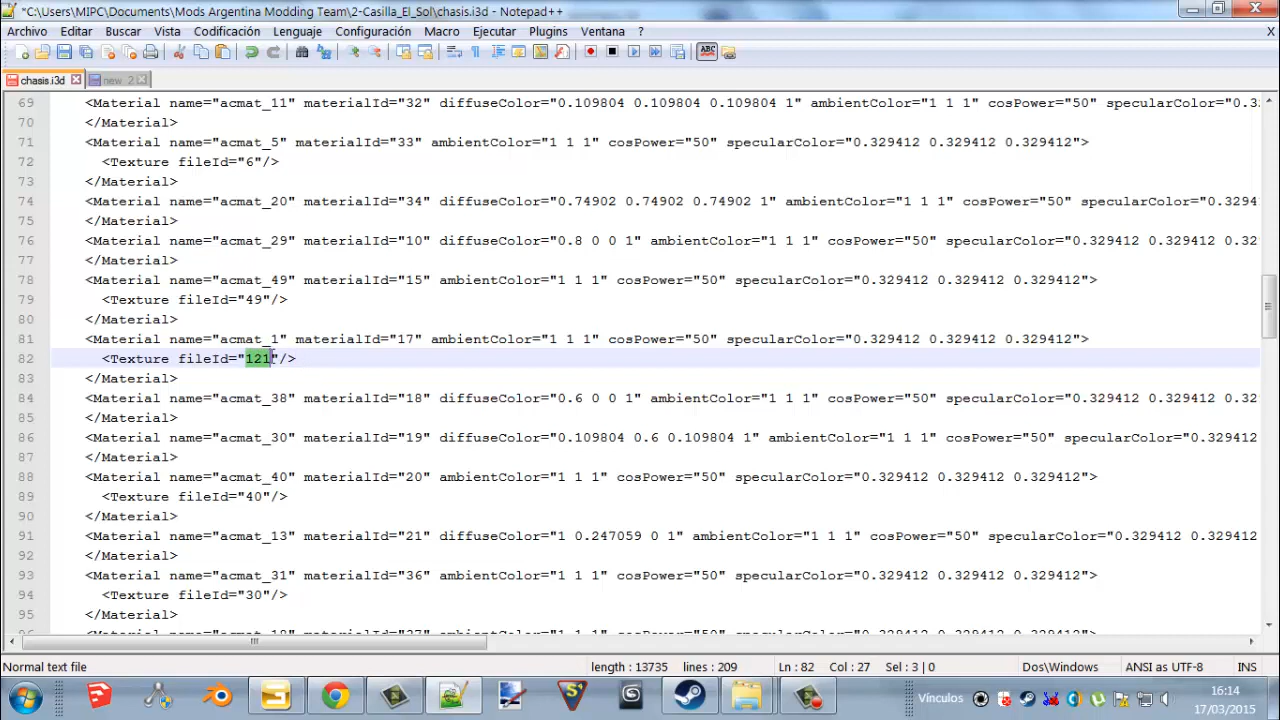 *C:\Users\MIPC\Documents\Mods Argentina Modding Team\2-Casilla_El_Sol\chasis.i3d - Notepad++
Archivo Editar Buscar Vista Codificación Lenguaje Configuración Macro Ejecutar Plugins Ventana ? X
chasis.i3d new 2
69 <Material name="acmat_11" materialId="32" diffuseColor="0.109804 0.109804 0.109804 1" ambientColor="1 1 1" cosPower="50" specularColor="0.32
70 </Material>
71 <Material name="acmat_5" materialId="33" ambientColor="1 1 1" cosPower="50" specularColor="0.329412 0.329412 0.329412">
72 <Texture fileId="6"/>
73 </Material>
74 <Material name="acmat_20" materialId="34" diffuseColor="0.74902 0.74902 0.74902 1" ambientColor="1 1 1" cosPower="50" specularColor="0.3294
75 </Material>
76 <Material name="acmat_29" materialId="10" diffuseColor="0.8 0 0 1" ambientColor="1 1 1" cosPower="50" specularColor="0.329412 0.329412 0.32
77 </Material>
78 <Material name="acmat_49" materialId="15" ambientColor="1 1 1" cosPower="50" specularColor="0.329412 0.329412 0.329412">
79 <Texture fileId="49"/>
80 </Material>
81 <Material name="acmat_1" materialId="17" ambientColor="1 1 1" cosPower="50" specularColor="0.329412 0.329412 0.329412">
82 <Texture fileId="121"/>
83 </Material>
84 <Material name="acmat_38" materialId="18" diffuseColor="0.6 0 0 1" ambientColor="1 1 1" cosPower="50" specularColor="0.329412 0.329412 0.32
85 </Material>
86 <Material name="acmat_30" materialId="19" diffuseColor="0.109804 0.6 0.109804 1" ambientColor="1 1 1" cosPower="50" specularColor="0.329412
87 </Material>
88 <Material name="acmat_40" materialId="20" ambientColor="1 1 1" cosPower="50" specularColor="0.329412 0.329412 0.329412">
89 <Texture fileId="40"/>
90 </Material>
91 <Material name="acmat_13" materialId="21" diffuseColor="1 0.247059 0 1" ambientColor="1 1 1" cosPower="50" specularColor="0.329412 0.329412
92 </Material>
93 <Material name="acmat_31" materialId="36" ambientColor="1 1 1" cosPower="50" specularColor="0.329412 0.329412 0.329412">
94 <Texture fileId="30"/>
95 </Material>
Normal text file length : 13735 lines : 209 Ln : 82 Col : 27 Sel : 3 | 0 Dos\Windows ANSI as UTF-8 INS
Vínculos 16:14
17/03/2015